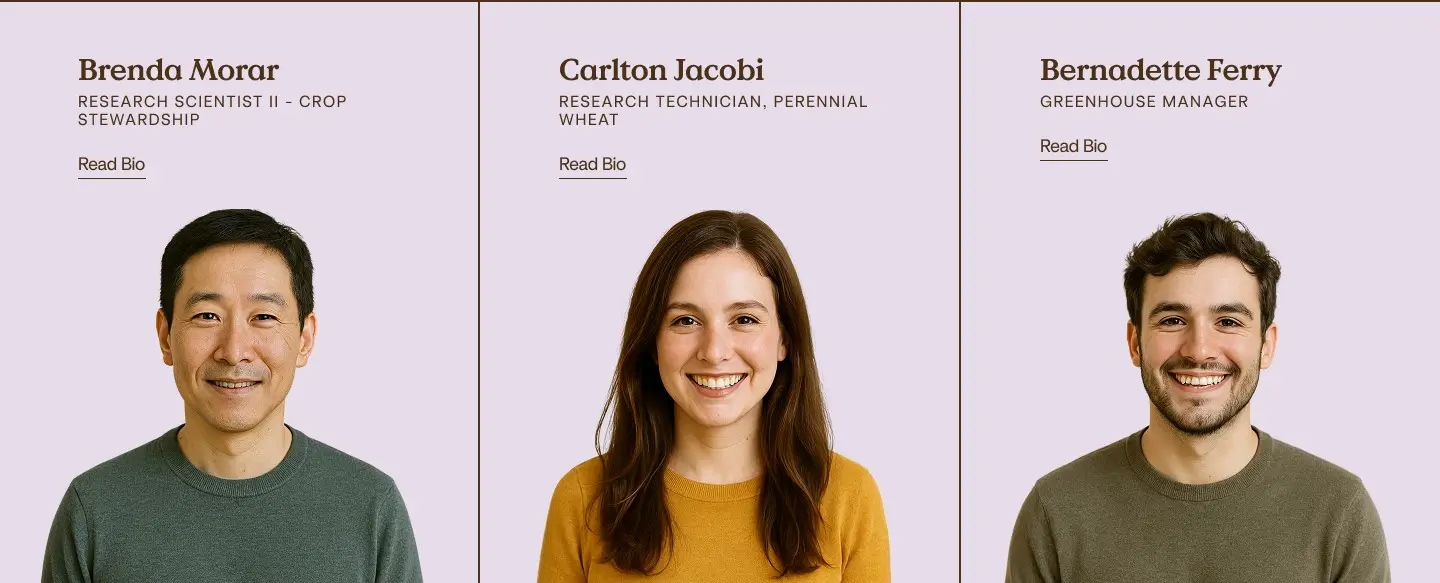 Brenda Morar
RESEARCH SCIENTIST II - CROP
STEWARDSHIP
Read Bio
Carlton Jacobi
RESEARCH TECHNICIAN, PERENNIAL
WHEAT
Read Bio
Bernadette Ferry
GREENHOUSE MANAGER
Read Bio